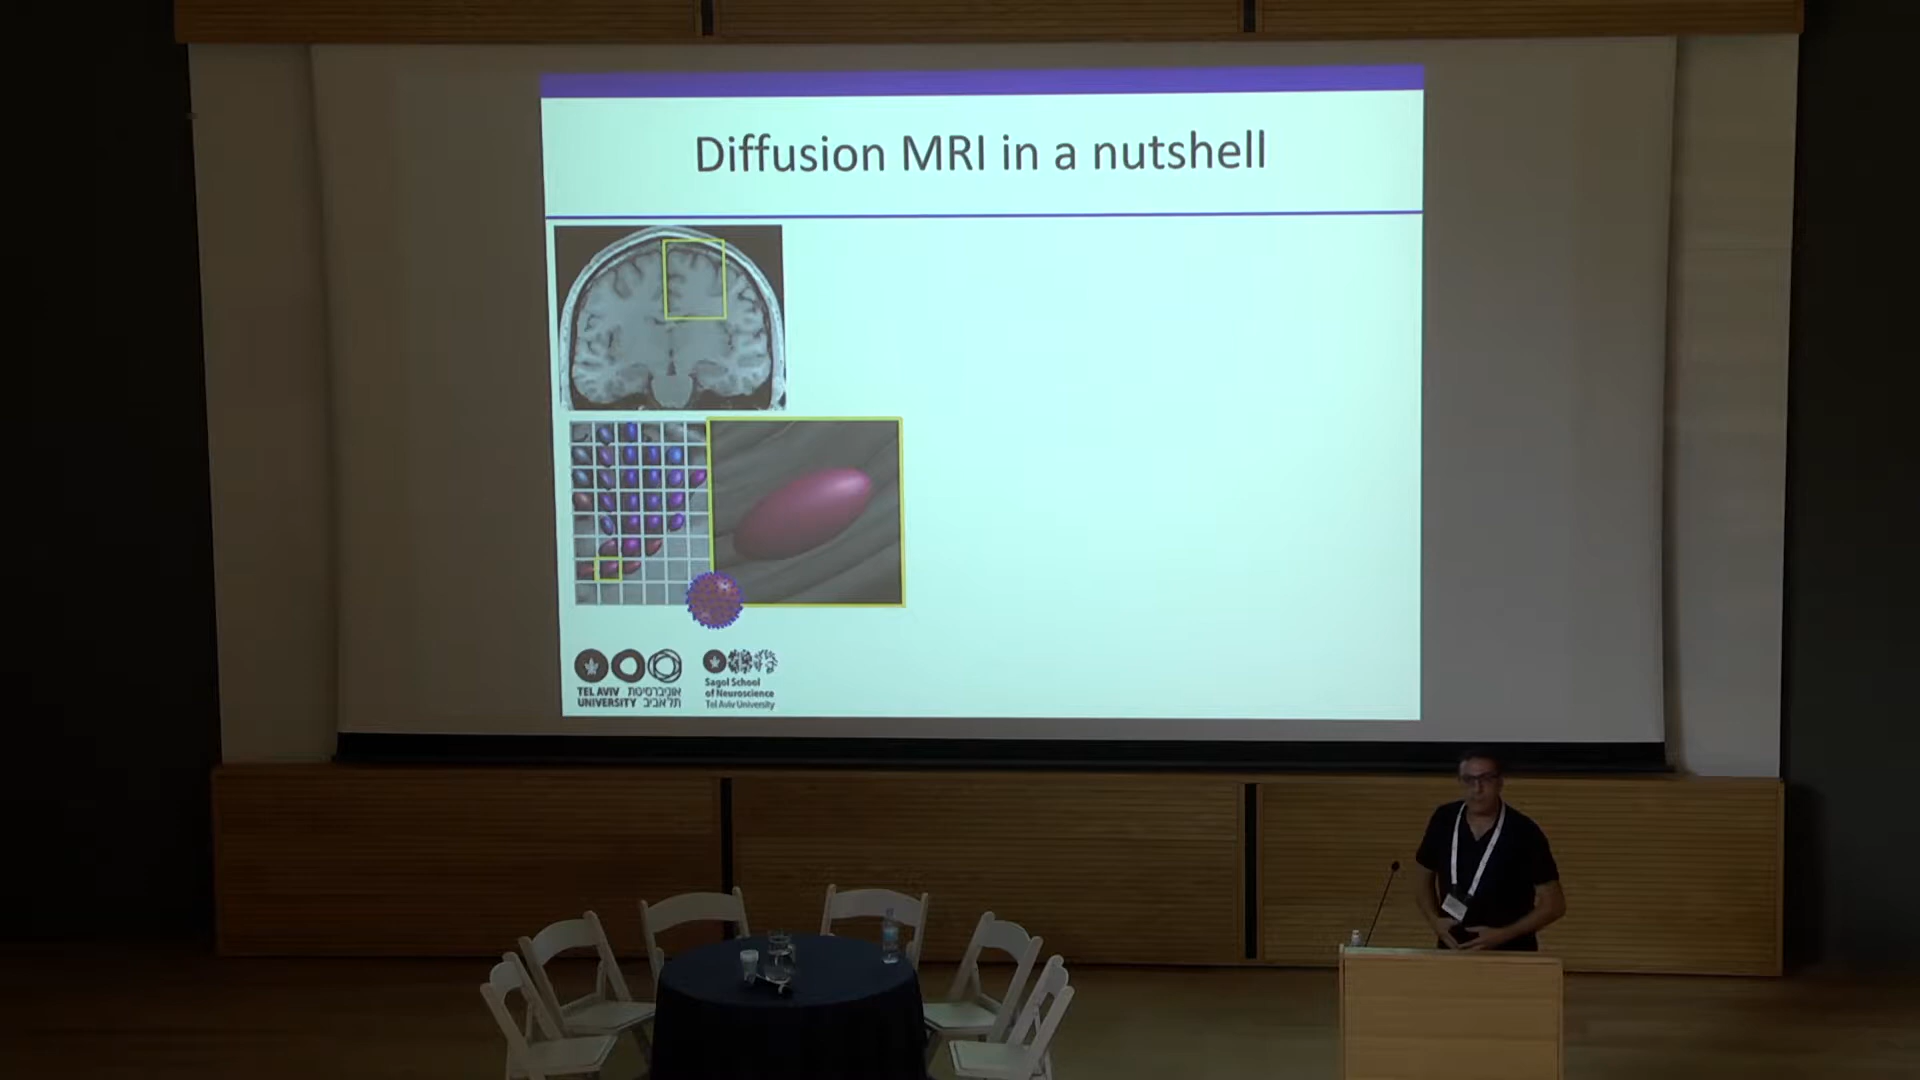 Diffusion MRI in a nutshell
TEL AVIV אוניברסיטת
UNIVERSITY תל אביב
Sagol School
of Neuroscience
Tel Aviv University